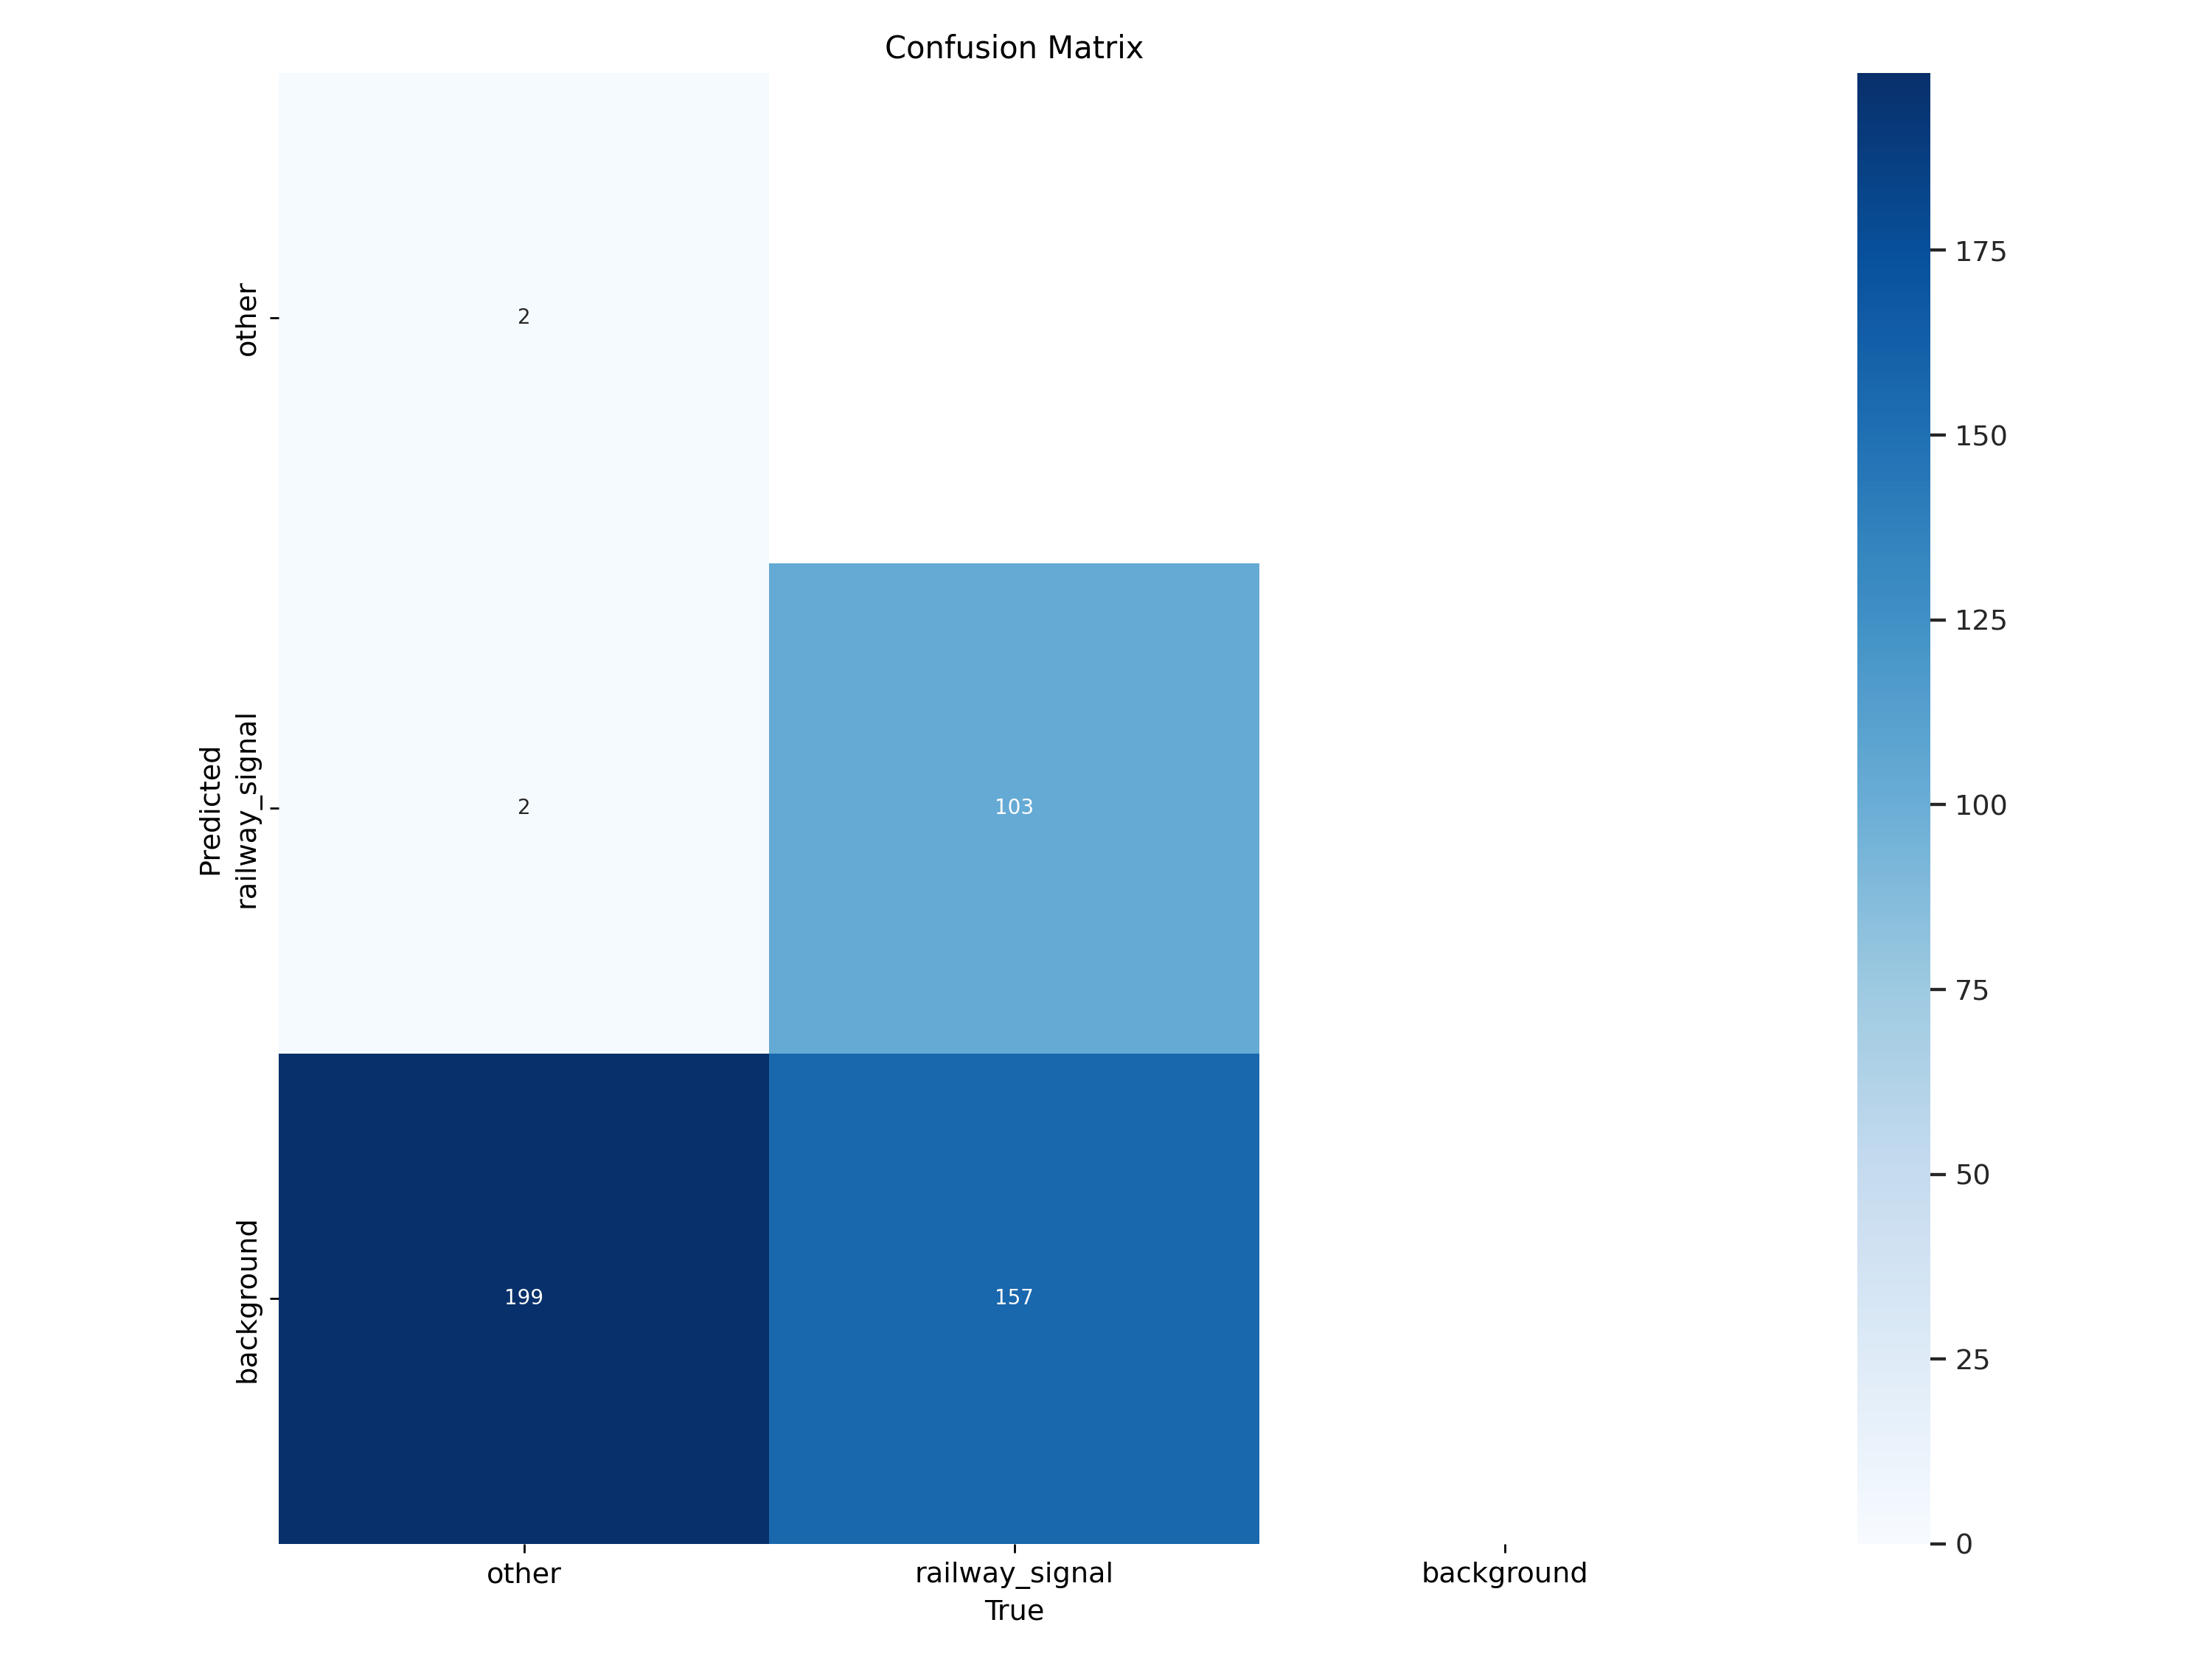 Confusion Matrix
other
railway_signal
background
Predicted
2
2
103
199
157
other
railway_signal
background
True
175
150
125
100
75
50
25
0